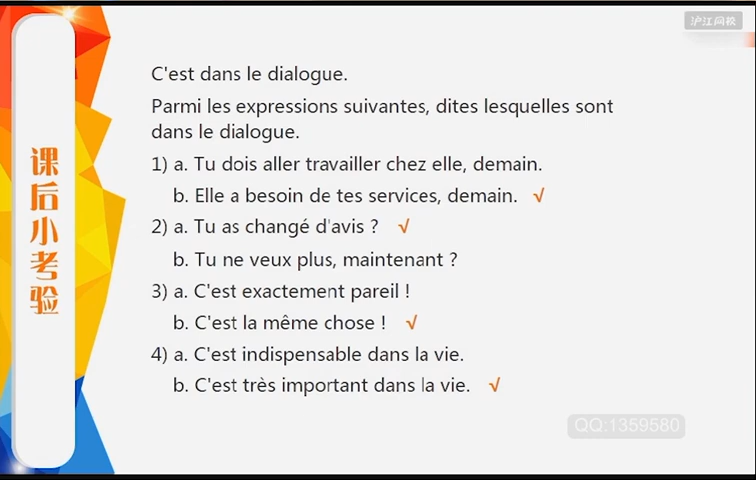 沪江网校
C'est dans le dialogue.
Parmi les expressions suivantes, dites lesquelles sont
dans le dialogue.
1) a. Tu dois aller travailler chez elle, demain.
b. Elle a besoin de tes services, demain. √
2) a. Tu as changé d'avis ? √
b. Tu ne veux plus, maintenant ?
3) a. C'est exactement pareil !
b. C'est la même chose ! √
4) a. C'est indispensable dans la vie.
b. C'est très important dans la vie. √
课后小考验
QQ:1359580